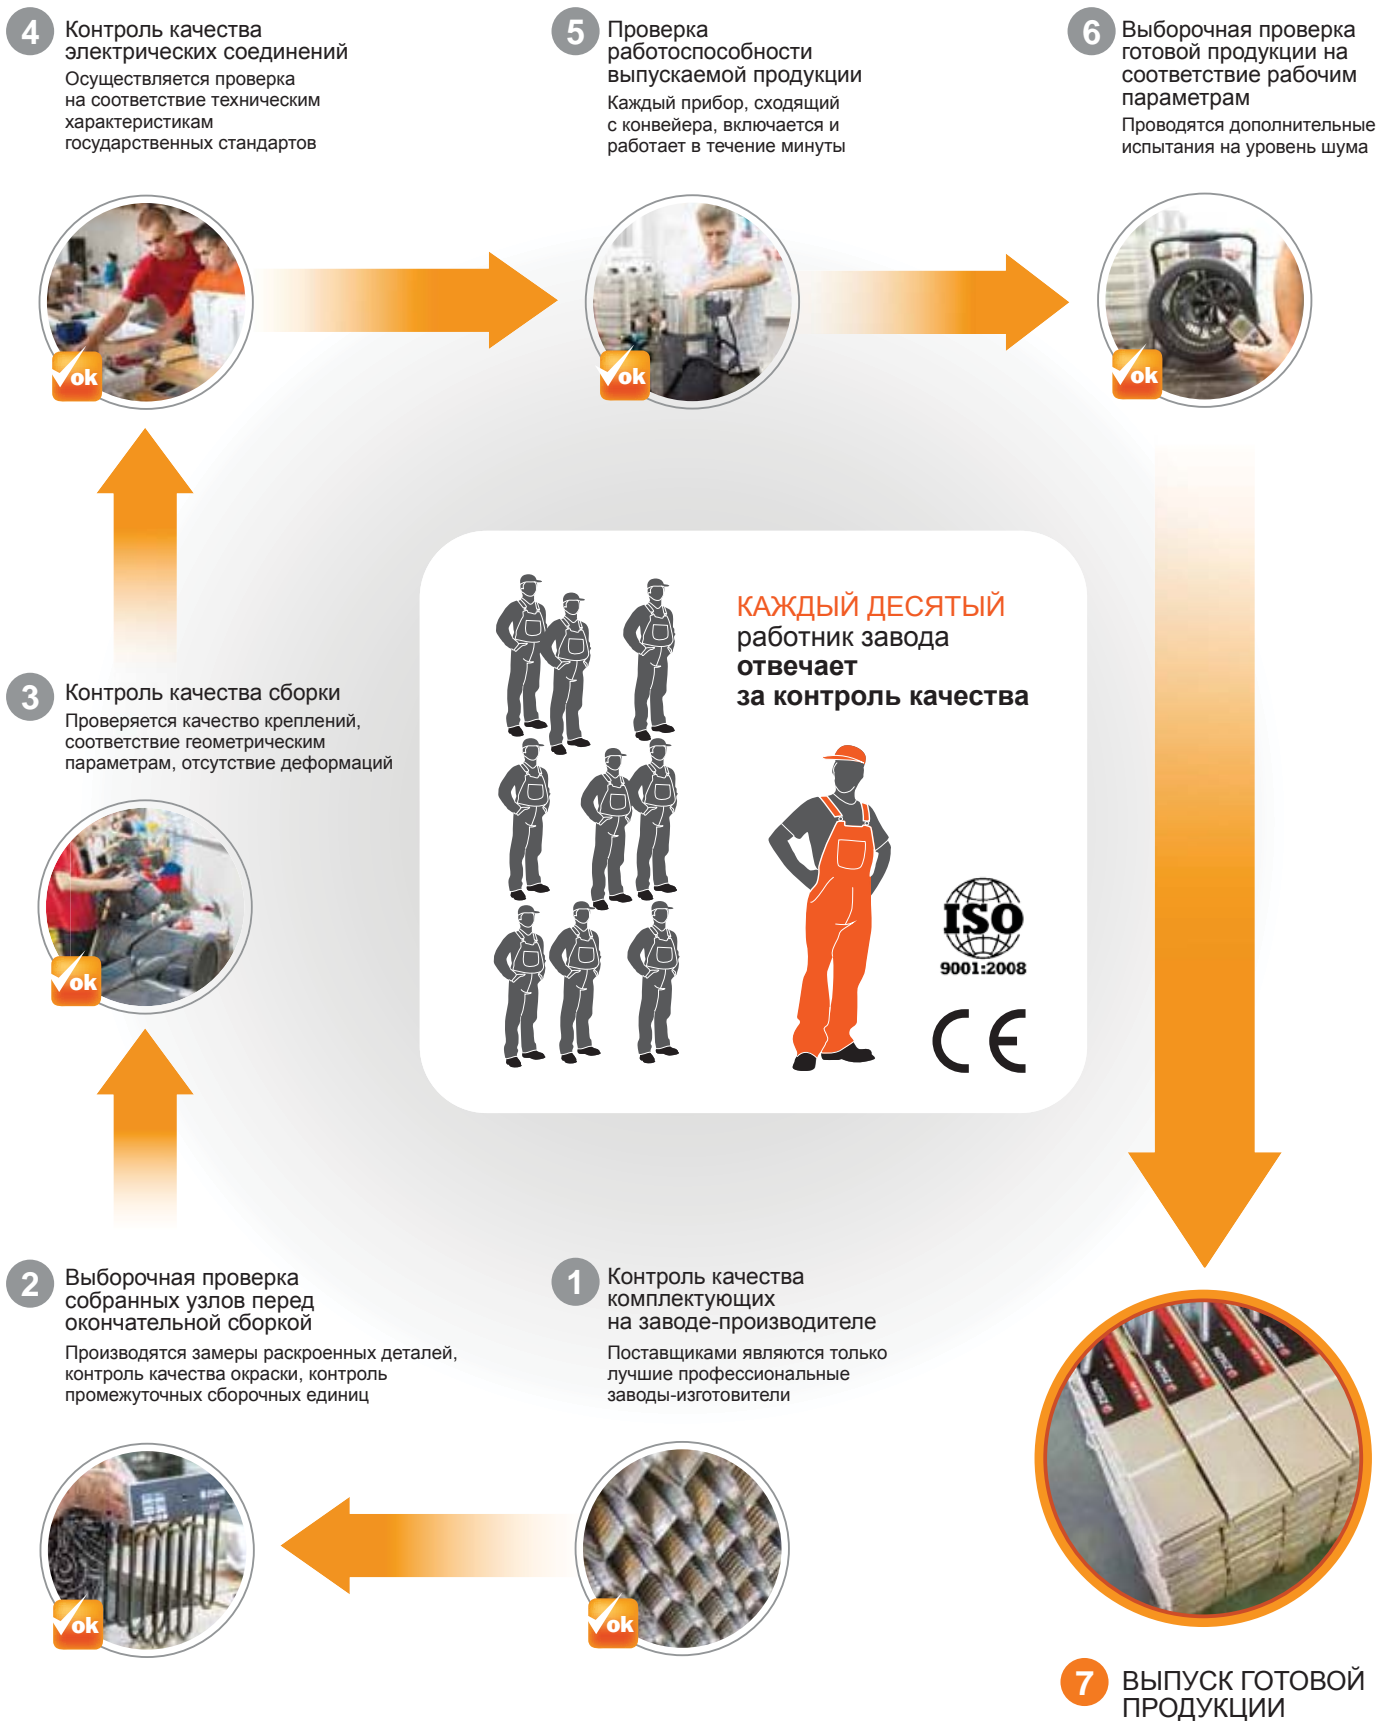 4
Контроль качества
электрических соединений
Осуществляется проверка
на соответствие техническим
характеристикам
государственных стандартов
5
Проверка
работоспособности
выпускаемой продукции
Каждый прибор, сходящий
с конвейера, включается и
работает в течение минуты
6
Выборочная проверка
готовой продукции на
соответствие рабочим
параметрам
Проводятся дополнительные
испытания на уровень шума
ok
ok
ok
КАЖДЫЙ ДЕСЯТЫЙ
работник завода
отвечает
за контроль качества
ISO
9001:2008
CE
3
Контроль качества сборки
Проверяется качество креплений,
соответствие геометрическим
параметрам, отсутствие деформаций
ok
2
Выборочная проверка
собранных узлов перед
окончательной сборкой
Производятся замеры раскроенных деталей,
контроль качества окраски, контроль
промежуточных сборочных единиц
ok
1
Контроль качества
комплектующих
на заводе-производителе
Поставщиками являются только
лучшие профессиональные
заводы-изготовители
ok
7
ВЫПУСК ГОТОВОЙ
ПРОДУКЦИИ